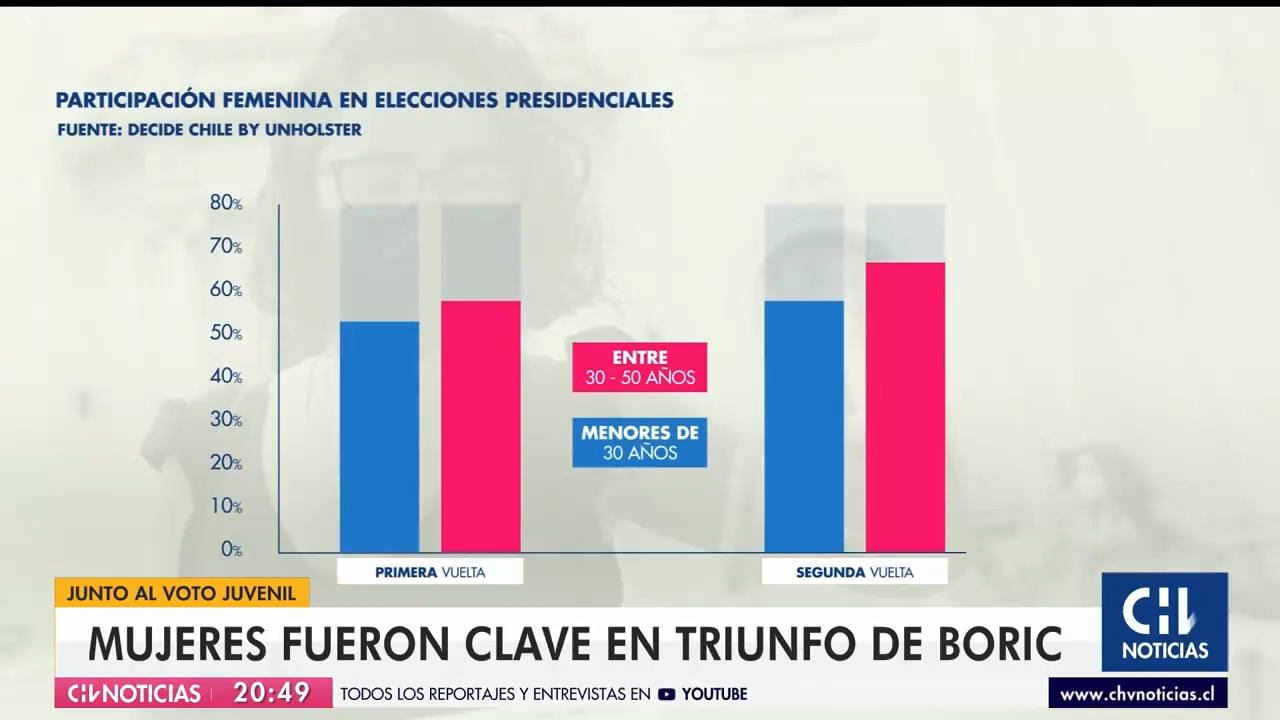 PARTICIPACIÓN FEMENINA EN ELECCIONES PRESIDENCIALES
FUENTE: DECIDE CHILE BY UNHOLSTER
80%
70%
60%
50%
40%
30%
20%
10%
0%
ENTRE
30 - 50 AÑOS
MENORES DE
30 AÑOS
PRIMERA VUELTA
SEGUNDA VUELTA
JUNTO AL VOTO JUVENIL
MUJERES FUERON CLAVE EN TRIUNFO DE BORIC
CHV
NOTICIAS
CHV NOTICIAS 20:49 TODOS LOS REPORTAJES Y ENTREVISTAS EN YOUTUBE
www.chvnoticias.cl